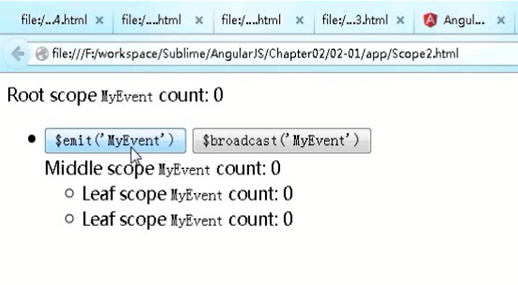 file:/...4.html × file:/....html × file:/....html × file:/...3.html × Angul... ×
file:///F:/workspace/Sublime/AngularJS/Chapter02/02-01/app/Scope2.html
Root scope MyEvent count: 0
$emit('MyEvent') $broadcast('MyEvent')
Middle scope MyEvent count: 0
Leaf scope MyEvent count: 0
Leaf scope MyEvent count: 0